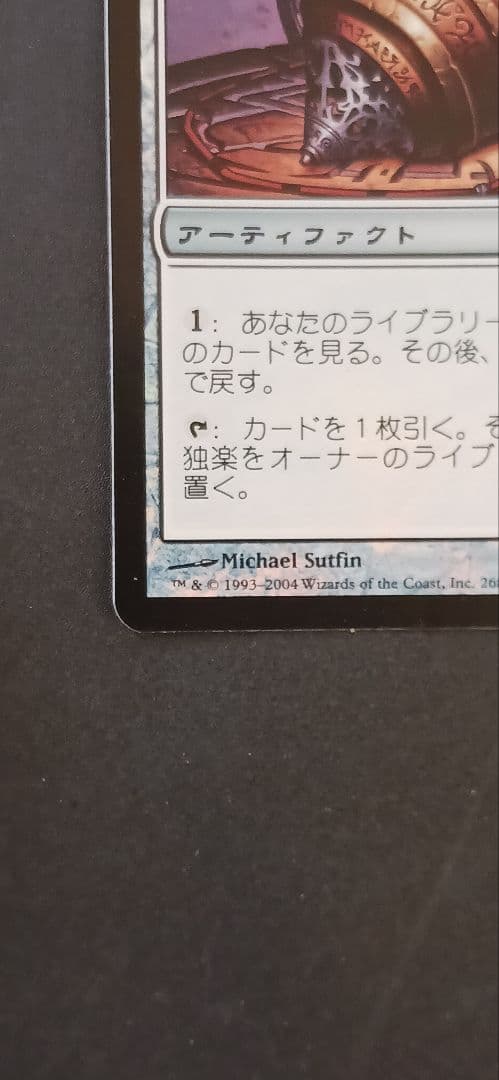 アーティファクト
1: あなたのライブラリー
のカードを見る。その後、
で戻す。
: カードを1枚引く。そ
独楽をオーナーのライブ
置く。
Michael Sutfin
™ & © 1993–2004 Wizards of the Coast, Inc. 268